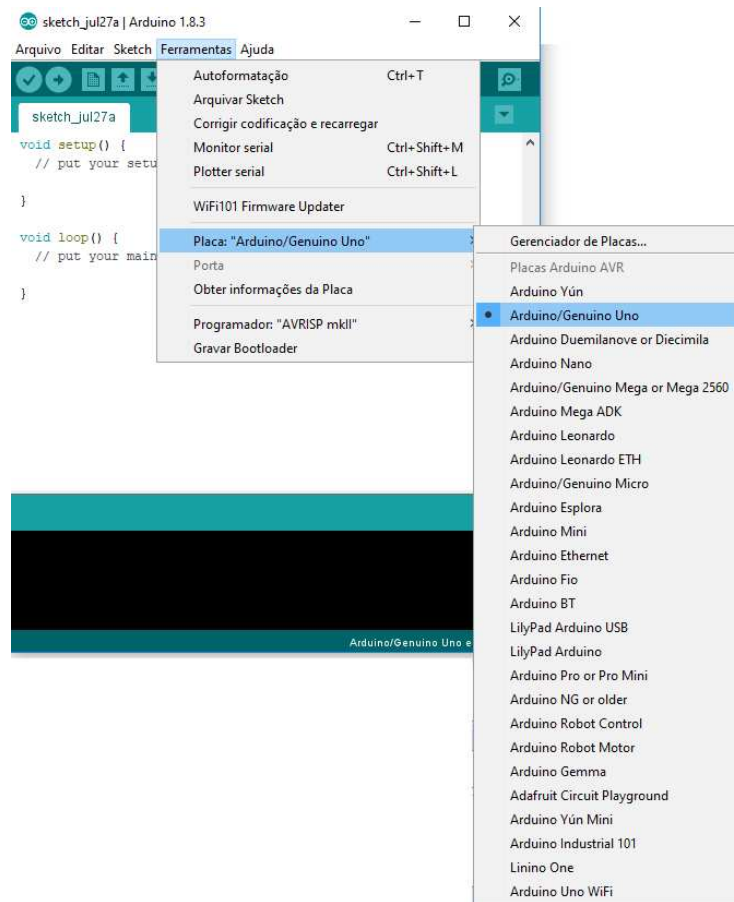 sketch_jul27a | Arduino 1.8.3
Arquivo Editar Sketch Ferramentas Ajuda
sketch_jul27a
void setup() {
// put your setu
}
void loop() {
// put your main
}
Autoformatação Ctrl+T
Arquivar Sketch
Corrigir codificação e recarregar
Monitor serial Ctrl+Shift+M
Plotter serial Ctrl+Shift+L
WiFi101 Firmware Updater
Placa: "Arduino/Genuino Uno"
Porta
Obter informações da Placa
Programador: "AVRISP mkII"
Gravar Bootloader
Gerenciador de Placas...
Placas Arduino AVR
Arduino Yún
Arduino/Genuino Uno
Arduino Duemilanove or Diecimila
Arduino Nano
Arduino/Genuino Mega or Mega 2560
Arduino Mega ADK
Arduino Leonardo
Arduino Leonardo ETH
Arduino/Genuino Micro
Arduino Esplora
Arduino Mini
Arduino Ethernet
Arduino Fio
Arduino BT
LilyPad Arduino USB
LilyPad Arduino
Arduino Pro or Pro Mini
Arduino NG or older
Arduino Robot Control
Arduino Robot Motor
Arduino Gemma
Adafruit Circuit Playground
Arduino Yún Mini
Arduino Industrial 101
Linino One
Arduino Uno WiFi
Arduino/Genuino Uno e